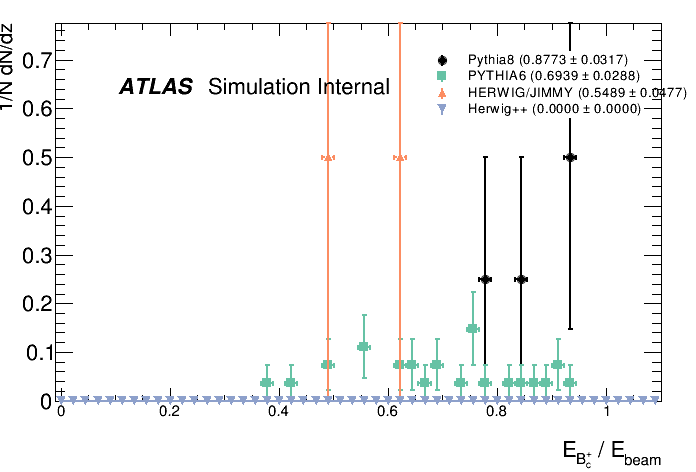 1/N dN/dz
0.7
0.6
0.5
0.4
0.3
0.2
0.1
0
ATLAS Simulation Internal
Pythia8 (0.8773 ± 0.0317)
PYTHIA6 (0.6939 ± 0.0288)
HERWIG/JIMMY (0.5489 ± 0.0477)
Herwig++ (0.0000 ± 0.0000)
0 0.2 0.4 0.6 0.8 1
E_{B_c^+} / E_{beam}